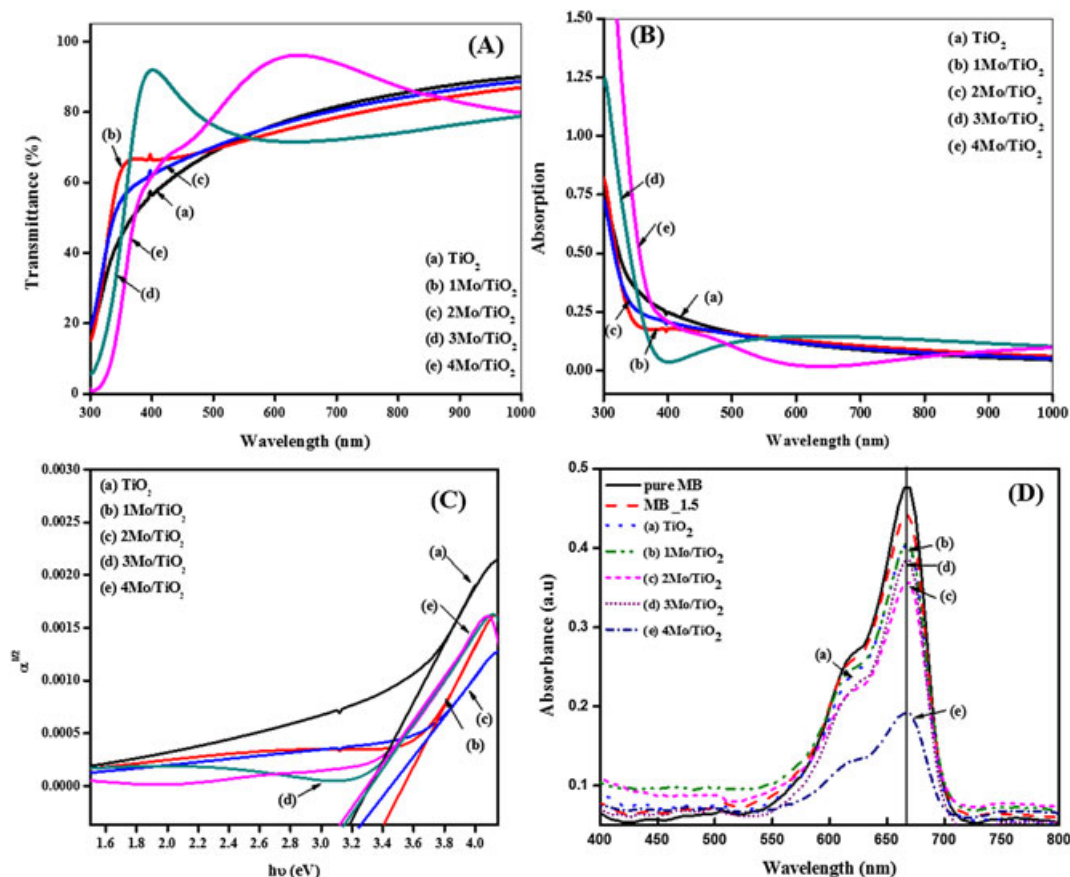 (A)
Transmittance (%)
100
80
60
40
20
0
(b)
(c)
(a)
(e)
(d)
(a) TiO2
(b) 1Mo/TiO2
(c) 2Mo/TiO2
(d) 3Mo/TiO2
(e) 4Mo/TiO2
300 400 500 600 700 800 900 1000
Wavelength (nm)
(B)
Absorption
1.50
1.25
1.00
0.75
0.50
0.25
0.00
(a) TiO2
(b) 1Mo/TiO2
(c) 2Mo/TiO2
(d) 3Mo/TiO2
(e) 4Mo/TiO2
(d)
(e)
(a)
(c)
(b)
300 400 500 600 700 800 900 1000
Wavelength (nm)
(C)
α1/2
0.0030
0.0025
0.0020
0.0015
0.0010
0.0005
0.0000
(a) TiO2
(b) 1Mo/TiO2
(c) 2Mo/TiO2
(d) 3Mo/TiO2
(e) 4Mo/TiO2
(a)
(e)
(c)
(b)
(d)
1.6 1.8 2.0 2.2 2.4 2.6 2.8 3.0 3.2 3.4 3.6 3.8 4.0
hυ (eV)
(D)
Absorbance (a.u)
0.5
0.4
0.3
0.2
0.1
pure MB
MB_1.5
(a) TiO2
(b) 1Mo/TiO2
(c) 2Mo/TiO2
(d) 3Mo/TiO2
(e) 4Mo/TiO2
(b)
(d)
(c)
(a)
(e)
400 450 500 550 600 650 700 750 800
Wavelength (nm)